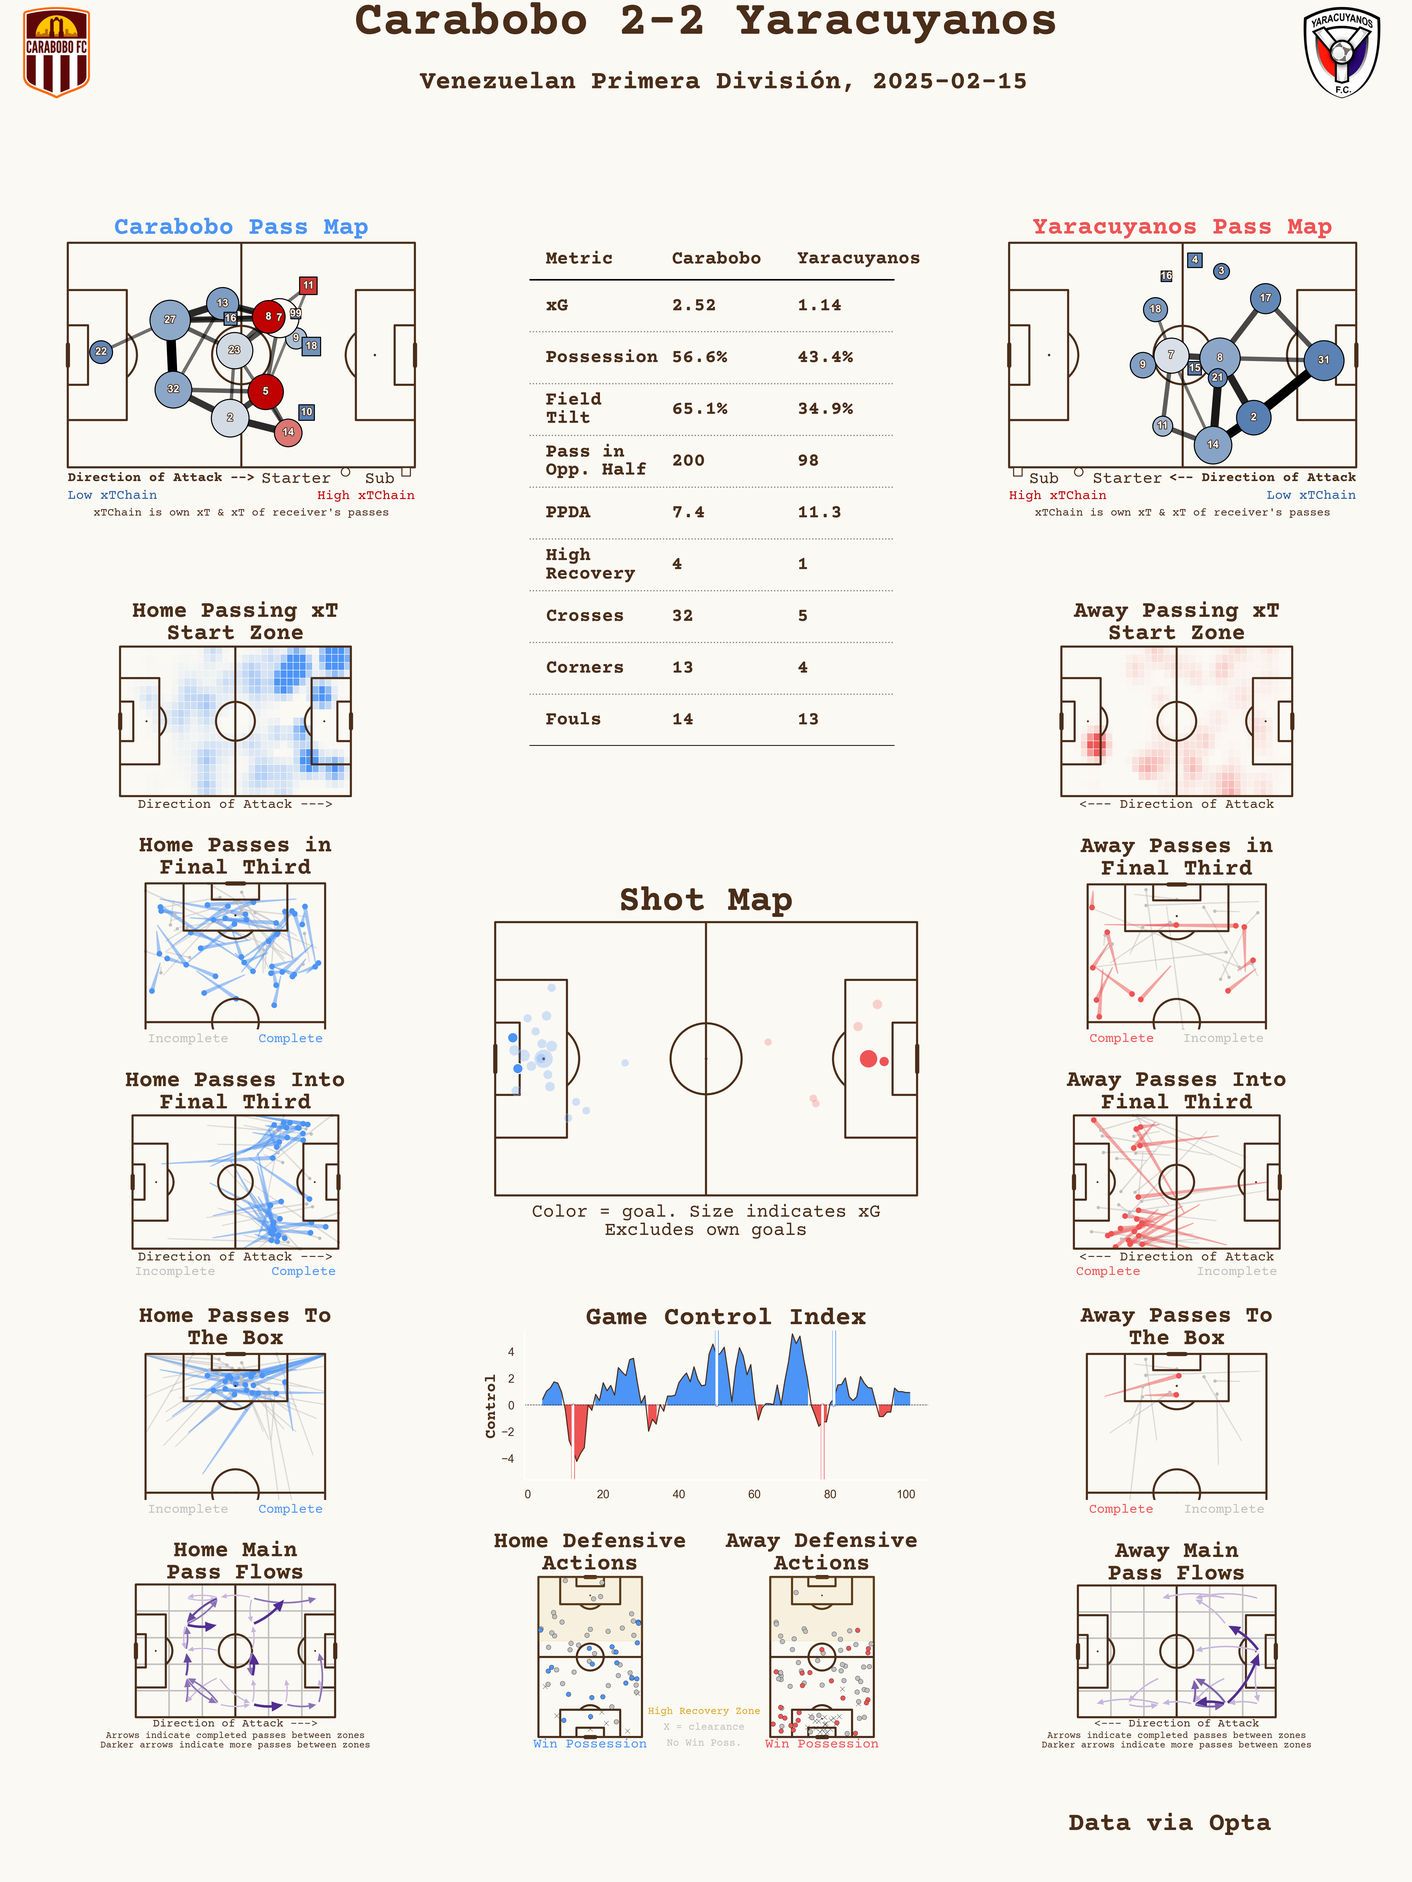 Carabobo 2-2 Yaracuyanos
Venezuelan Primera División, 2025-02-15
CARABOBO FC
YARACUYANOS
F.C.
Carabobo Pass Map
11
13
8
7
99
16
27
9
18
22
23
32
5
2
10
14
Direction of Attack --> Starter Sub
Low xTChain High xTChain
xTChain is own xT & xT of receiver's passes
Metric Carabobo Yaracuyanos
xG 2.52 1.14
Possession 56.6% 43.4%
Field
Tilt 65.1% 34.9%
Pass in
Opp. Half 200 98
PPDA 7.4 11.3
High
Recovery 4 1
Crosses 32 5
Corners 13 4
Fouls 14 13
Yaracuyanos Pass Map
4
16
3
17
18
7
8
9
15
21
31
2
11
14
Sub Starter <-- Direction of Attack
High xTChain Low xTChain
xTChain is own xT & xT of receiver's passes
Home Passing xT
Start Zone
Direction of Attack --->
Away Passing xT
Start Zone
<--- Direction of Attack
Home Passes in
Final Third
Incomplete Complete
Away Passes in
Final Third
Complete Incomplete
Shot Map
Color = goal. Size indicates xG
Excludes own goals
Home Passes Into
Final Third
Direction of Attack --->
Incomplete Complete
Away Passes Into
Final Third
<--- Direction of Attack
Complete Incomplete
Home Passes To
The Box
Incomplete Complete
Game Control Index
Control
4
2
0
−2
−4
0 20 40 60 80 100
Away Passes To
The Box
Complete Incomplete
Home Main
Pass Flows
Direction of Attack --->
Arrows indicate completed passes between zones
Darker arrows indicate more passes between zones
Home Defensive
Actions
Win Possession
High Recovery Zone
X = clearance
No Win Poss.
Away Defensive
Actions
Win Possession
Away Main
Pass Flows
<--- Direction of Attack
Arrows indicate completed passes between zones
Darker arrows indicate more passes between zones
Data via Opta